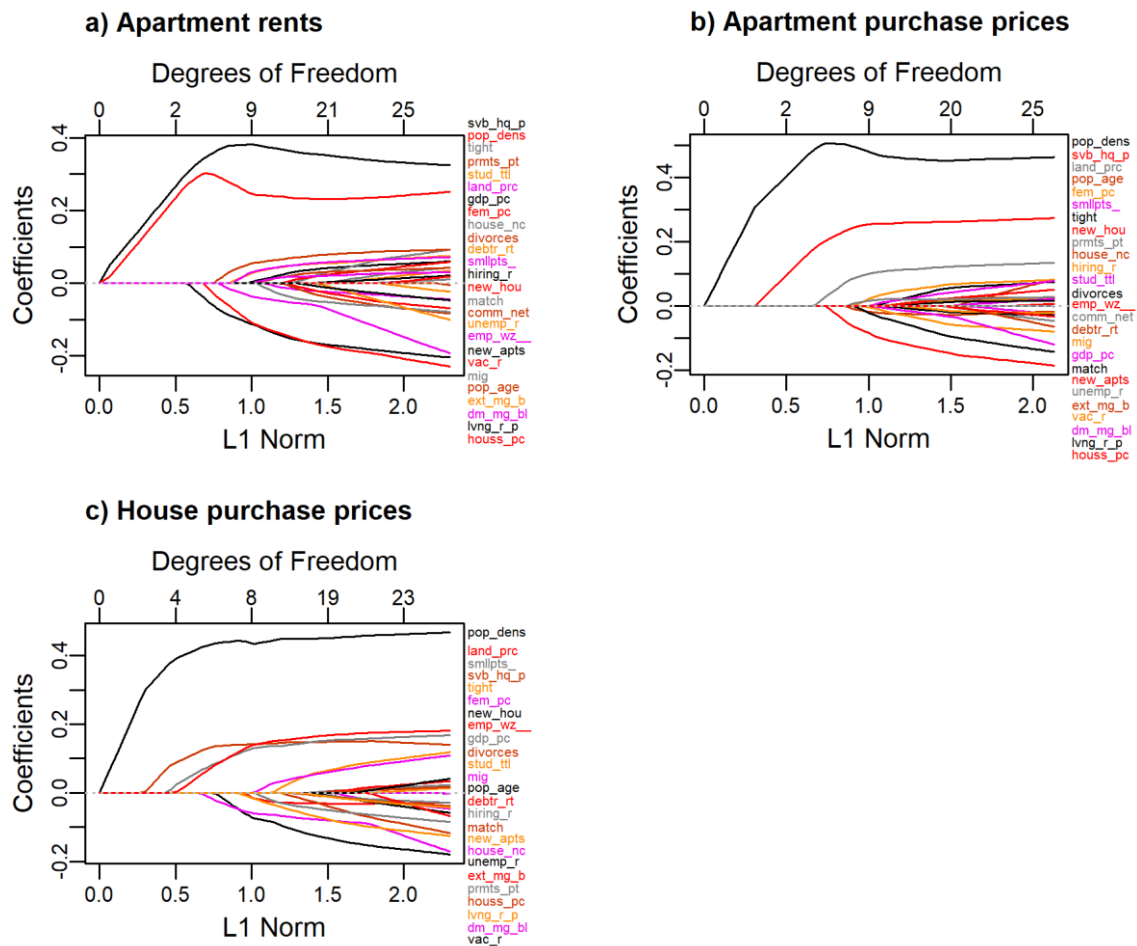 a) Apartment rents
Degrees of Freedom
0 2 9 21 25
Coefficients
-0.2 0.0 0.2 0.4
0.0 0.5 1.0 1.5 2.0
L1 Norm
svb_hq_p
pop_dens
tight
prmts_pt
stud_ttl
land_prc
gdp_pc
fem_pc
house_nc
divorces
debtr_rt
smllpts_
hiring_r
new_hou
match
comm_net
unemp_r
emp_wz__
new_apts
vac_r
mig
pop_age
ext_mg_b
dm_mg_bl
lvng_r_p
houss_pc
b) Apartment purchase prices
Degrees of Freedom
0 2 9 20 26
Coefficients
-0.2 0.0 0.2 0.4
0.0 0.5 1.0 1.5 2.0
L1 Norm
pop_dens
svb_hq_p
land_prc
pop_age
fem_pc
smllpts_
tight
new_hou
prmts_pt
house_nc
hiring_r
stud_ttl
divorces
emp_wz__
comm_net
debtr_rt
mig
gdp_pc
match
new_apts
unemp_r
ext_mg_b
vac_r
dm_mg_bl
lvng_r_p
houss_pc
c) House purchase prices
Degrees of Freedom
0 4 8 19 23
Coefficients
-0.2 0.0 0.2 0.4
0.0 0.5 1.0 1.5 2.0
L1 Norm
pop_dens
land_prc
smllpts_
svb_hq_p
tight
fem_pc
new_hou
emp_wz__
gdp_pc
divorces
stud_ttl
mig
pop_age
debtr_rt
hiring_r
match
new_apts
house_nc
unemp_r
ext_mg_b
prmts_pt
houss_pc
lvng_r_p
dm_mg_bl
vac_r